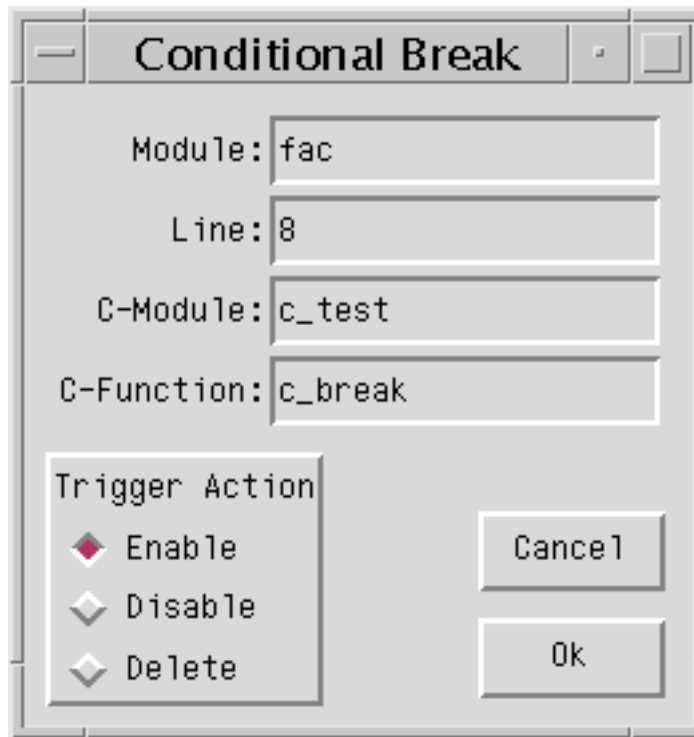 Conditional Break
Module: fac
Line: 8
C-Module: c_test
C-Function: c_break
Trigger Action
Enable
Disable
Delete
Cancel
Ok